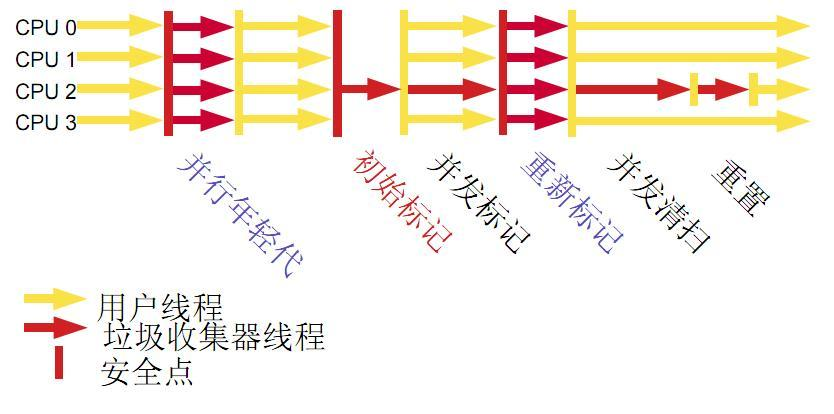 CPU 0
CPU 1
CPU 2
CPU 3
并行年轻代
初始标记
并发标记
重新标记
并发清扫
重置
用户线程
垃圾收集器线程
安全点